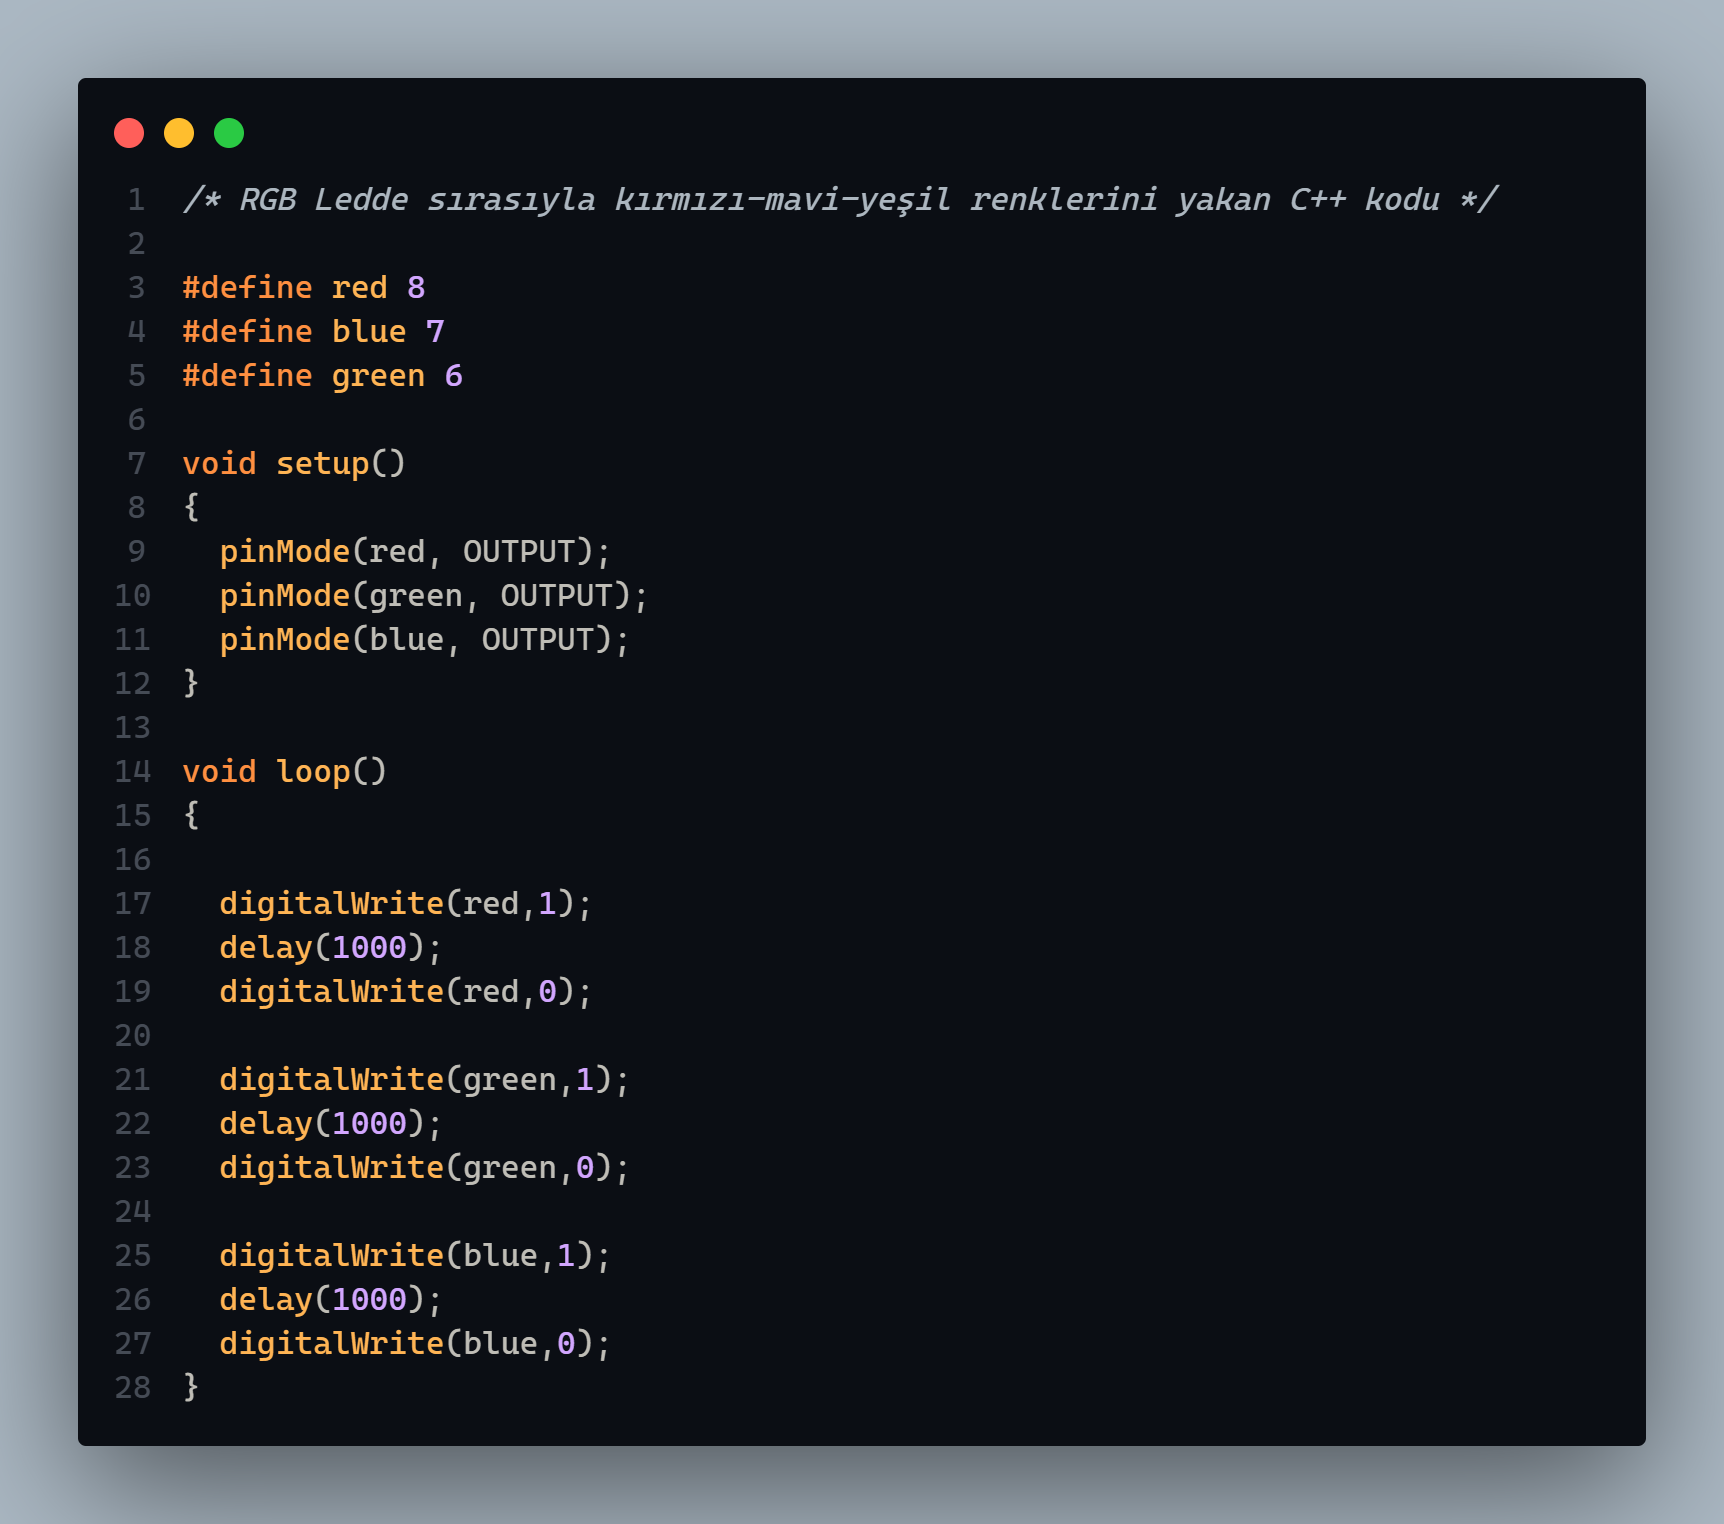 1 /* RGB Ledde sırasıyla kırmızı-mavi-yeşil renklerini yakan C++ kodu */
2
3 #define red 8
4 #define blue 7
5 #define green 6
6
7 void setup()
8 {
9   pinMode(red, OUTPUT);
10   pinMode(green, OUTPUT);
11   pinMode(blue, OUTPUT);
12 }
13
14 void loop()
15 {
16
17   digitalWrite(red,1);
18   delay(1000);
19   digitalWrite(red,0);
20
21   digitalWrite(green,1);
22   delay(1000);
23   digitalWrite(green,0);
24
25   digitalWrite(blue,1);
26   delay(1000);
27   digitalWrite(blue,0);
28 }